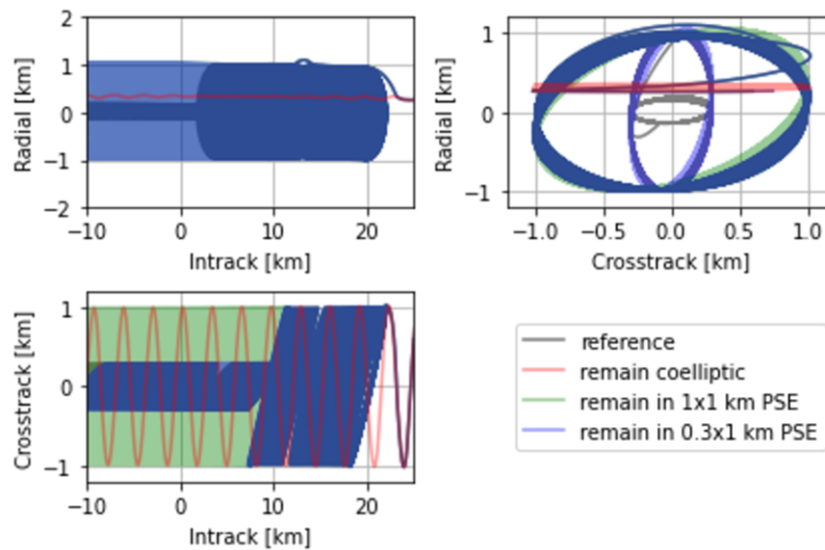 2
1
0
−1
−2
Radial [km]
−10
0
10
20
Intrack [km]
1
0
−1
Radial [km]
−1.0
−0.5
0.0
0.5
1.0
Crosstrack [km]
1
0
−1
Crosstrack [km]
−10
0
10
20
Intrack [km]
reference
remain coelliptic
remain in 1x1 km PSE
remain in 0.3x1 km PSE